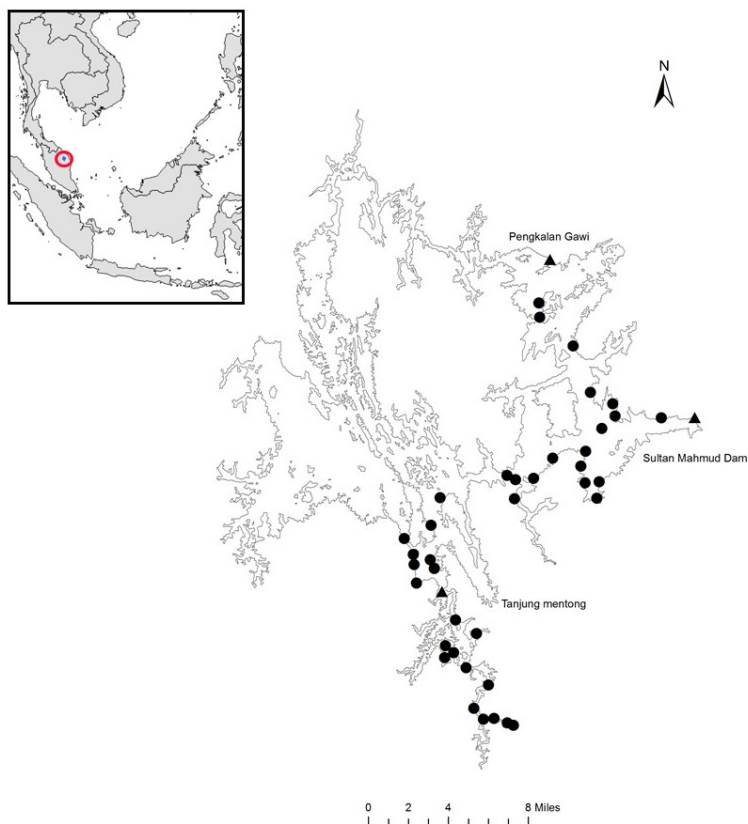 N
Pengkalan Gawi
Sultan Mahmud Dam
Tanjung mentong
0 2 4 8 Miles